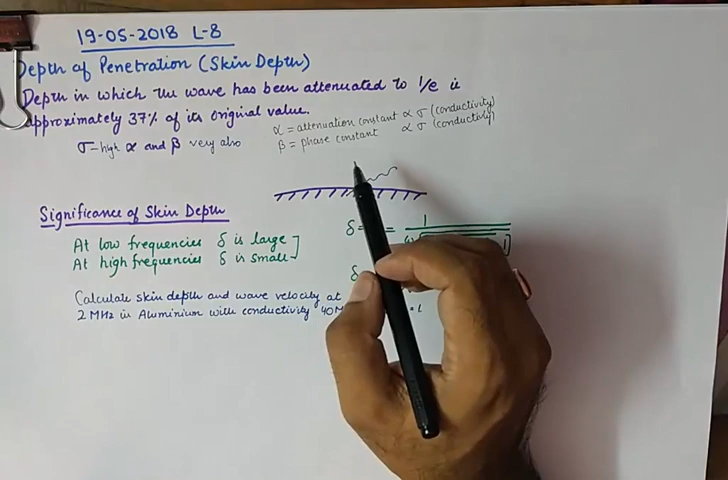 19-05-2018 L-8
Depth of Penetration (Skin Depth)
Depth in which the wave has been attenuated to 1/e is
approximately 37% of its original value.
α = attenuation constant ∝ σ (conductivity)
β = phase constant ∝ σ (conductivity)
σ-high α and β very also
Significance of Skin Depth
At low frequencies δ is large
At high frequencies δ is small
δ = = 1
δ
Calculate skin depth and wave velocity at
2 MHz in Aluminium with conductivity 40